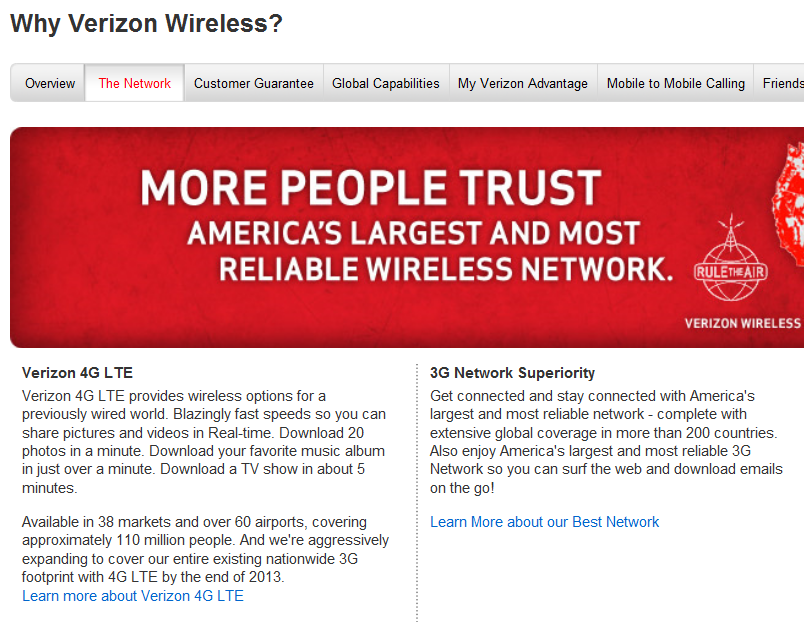 Why Verizon Wireless?
Overview
The Network
Customer Guarantee
Global Capabilities
My Verizon Advantage
Mobile to Mobile Calling
Friends
MORE PEOPLE TRUST
AMERICA'S LARGEST AND MOST
RELIABLE WIRELESS NETWORK.
RULE THE AIR
VERIZON WIRELESS
Verizon 4G LTE
Verizon 4G LTE provides wireless options for a
previously wired world. Blazingly fast speeds so you can
share pictures and videos in Real-time. Download 20
photos in a minute. Download your favorite music album
in just over a minute. Download a TV show in about 5
minutes.
Available in 38 markets and over 60 airports, covering
approximately 110 million people. And we're aggressively
expanding to cover our entire existing nationwide 3G
footprint with 4G LTE by the end of 2013.
Learn more about Verizon 4G LTE
3G Network Superiority
Get connected and stay connected with America's
largest and most reliable network - complete with
extensive global coverage in more than 200 countries.
Also enjoy America's largest and most reliable 3G
Network so you can surf the web and download emails
on the go!
Learn More about our Best Network